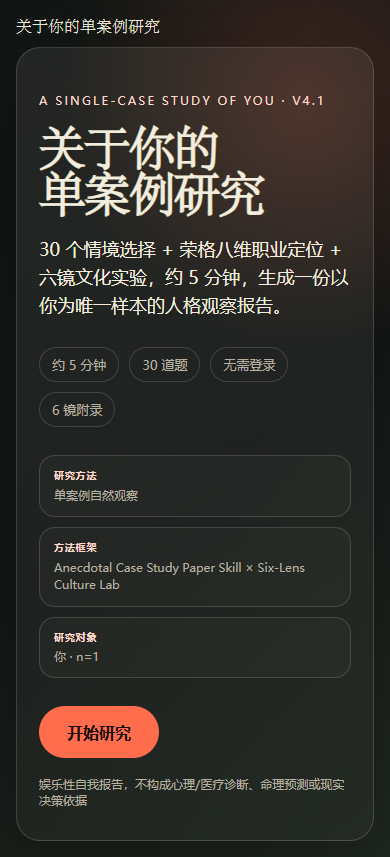 关于你的单案例研究
A SINGLE-CASE STUDY OF YOU · V4.1
关于你的
单案例研究
30 个情境选择 + 荣格八维职业定位 +
六镜文化实验，约 5 分钟，生成一份以
你为唯一样本的人格观察报告。
约 5 分钟
30 道题
无需登录
6 镜附录
研究方法
单案例自然观察
方法框架
Anecdotal Case Study Paper Skill × Six-Lens
Culture Lab
研究对象
你 · n=1
开始研究
娱乐性自我报告，不构成心理/医疗诊断、命理预测或现实
决策依据